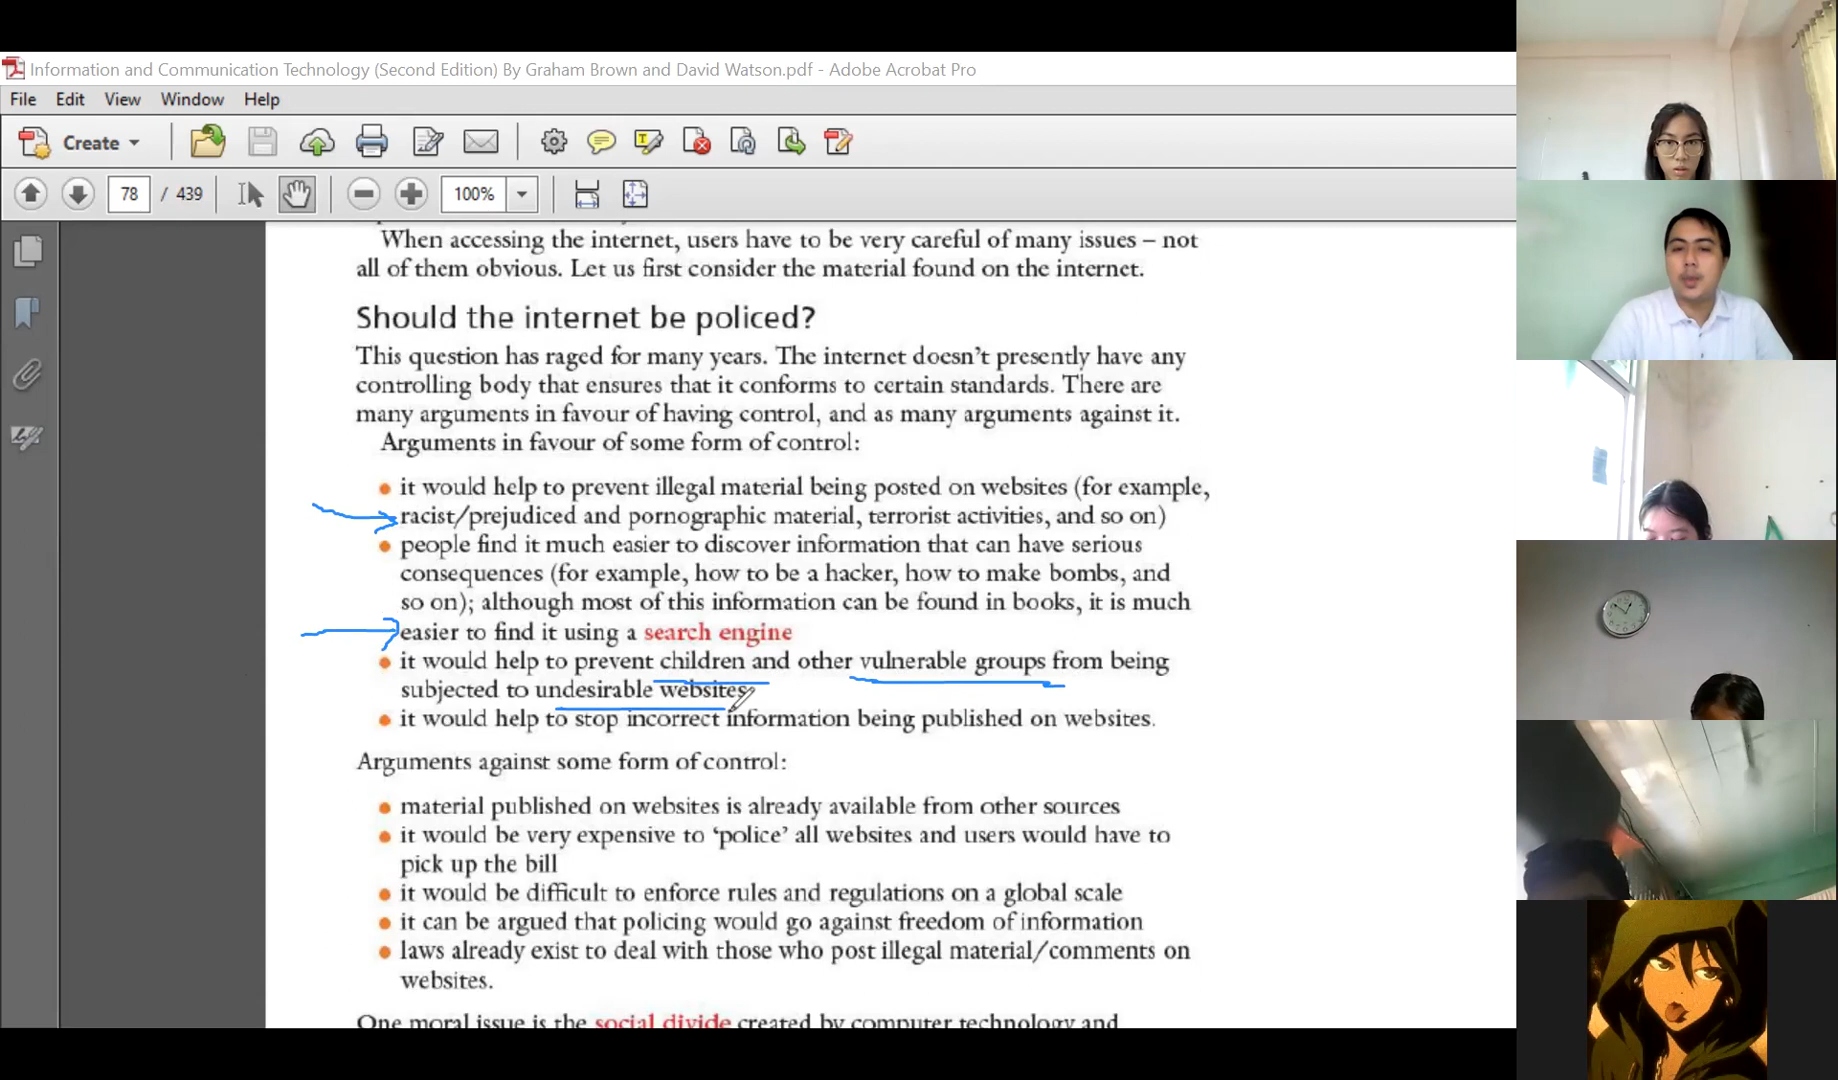 Information and Communication Technology (Second Edition) By Graham Brown and David Watson.pdf - Adobe Acrobat Pro
File Edit View Window Help
Create
78 / 439 100%
When accessing the internet, users have to be very careful of many issues – not
all of them obvious. Let us first consider the material found on the internet.
Should the internet be policed?
This question has raged for many years. The internet doesn't presently have any
controlling body that ensures that it conforms to certain standards. There are
many arguments in favour of having control, and as many arguments against it.
Arguments in favour of some form of control:
• it would help to prevent illegal material being posted on websites (for example,
racist/prejudiced and pornographic material, terrorist activities, and so on)
• people find it much easier to discover information that can have serious
consequences (for example, how to be a hacker, how to make bombs, and
so on); although most of this information can be found in books, it is much
easier to find it using a search engine
• it would help to prevent children and other vulnerable groups from being
subjected to undesirable websites
• it would help to stop incorrect information being published on websites.
Arguments against some form of control:
• material published on websites is already available from other sources
• it would be very expensive to ‘police’ all websites and users would have to
pick up the bill
• it would be difficult to enforce rules and regulations on a global scale
• it can be argued that policing would go against freedom of information
• laws already exist to deal with those who post illegal material/comments on
websites.
One moral issue is the social divide created by computer technology and